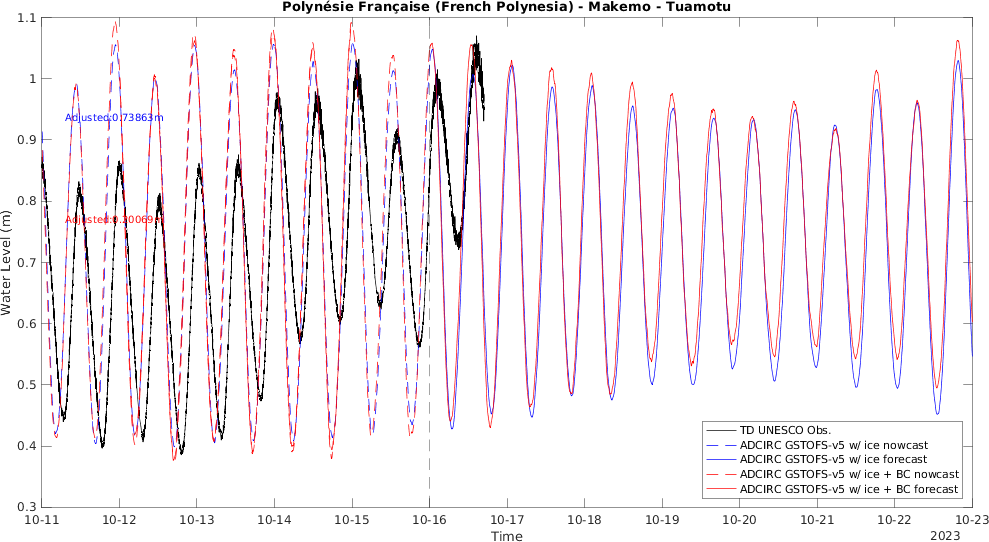 Polynésie Française (French Polynesia) - Makemo - Tuamotu
Water Level (m)
1.1
1
0.9
0.8
0.7
0.6
0.5
0.4
0.3
Adjusted:0.73863m
Adjusted:0.20069m
TD UNESCO Obs.
ADCIRC GSTOFS-v5 w/ ice nowcast
ADCIRC GSTOFS-v5 w/ ice forecast
ADCIRC GSTOFS-v5 w/ ice + BC nowcast
ADCIRC GSTOFS-v5 w/ ice + BC forecast
10-11 10-12 10-13 10-14 10-15 10-16 10-17 10-18 10-19 10-20 10-21 10-22 10-23
Time
2023